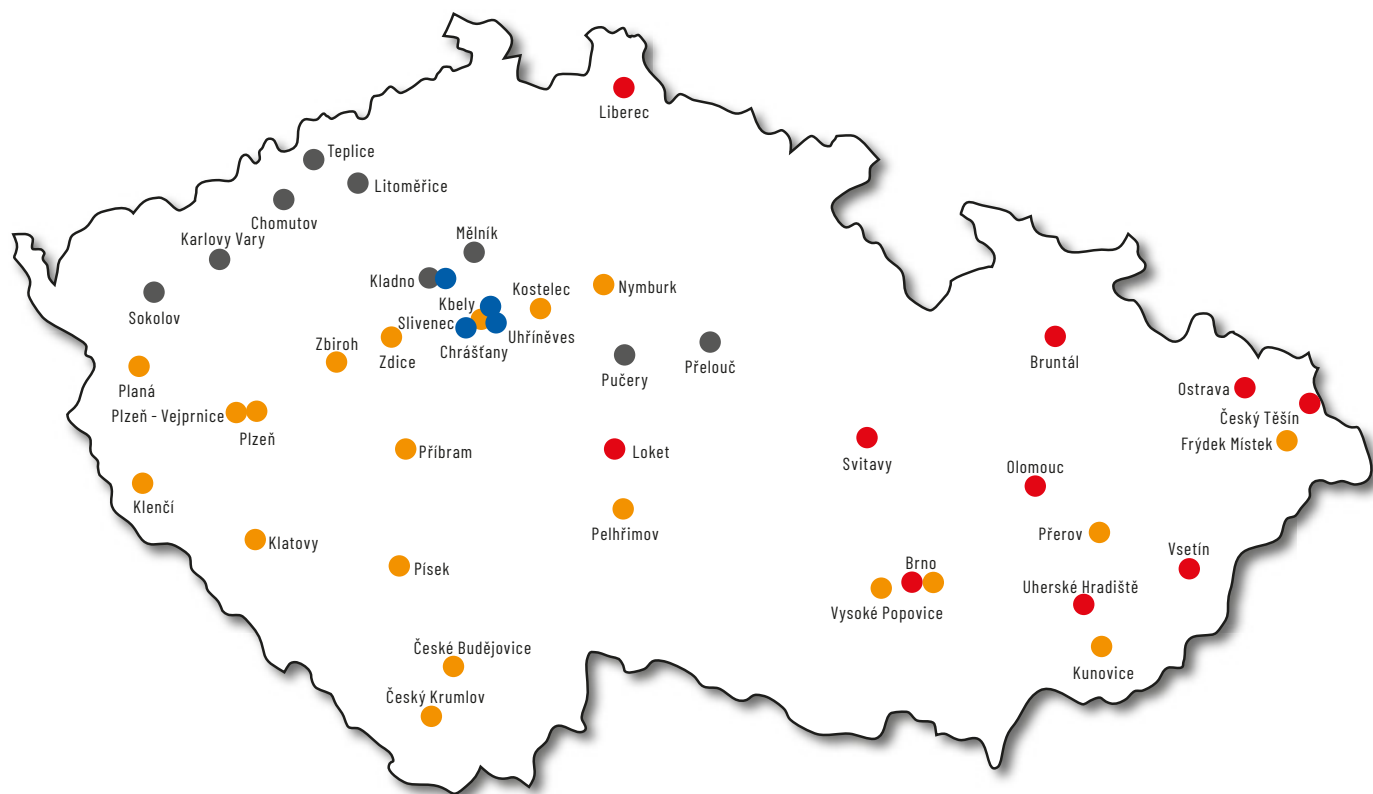 Liberec
Teplice
Litoměřice
Chomutov
Karlovy Vary
Mělník
Kladno
Sokolov
Kbely
Kostelec
Nymburk
Slivenec
Uhříněves
Chrášťany
Zbiroh
Zdice
Pučery
Přelouč
Bruntál
Planá
Plzeň - Vejprnice
Plzeň
Ostrava
Český Těšín
Frýdek Místek
Příbram
Loket
Svitavy
Olomouc
Klenčí
Klatovy
Pelhřimov
Přerov
Písek
Brno
Vysoké Popovice
Vsetín
Uherské Hradiště
České Budějovice
Kunovice
Český Krumlov